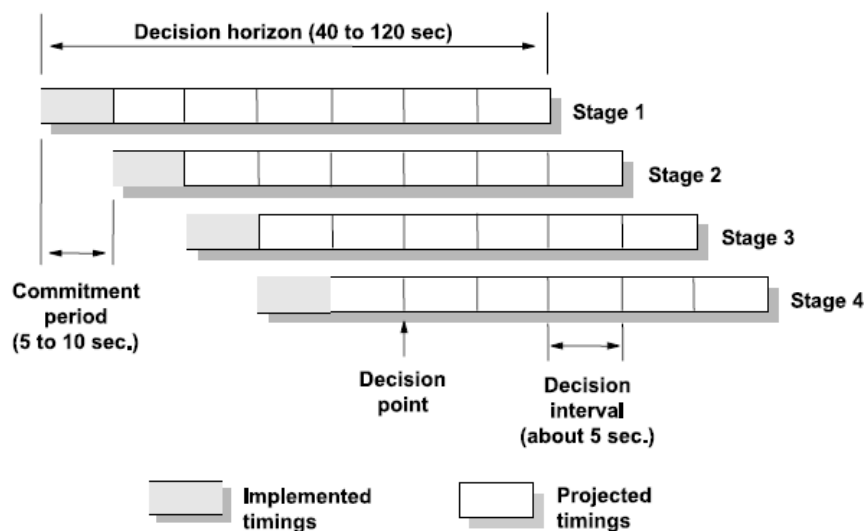 Decision horizon (40 to 120 sec)
Stage 1
Stage 2
Stage 3
Stage 4
Commitment
period
(5 to 10 sec.)
Decision
point
Decision
interval
(about 5 sec.)
Implemented
timings
Projected
timings